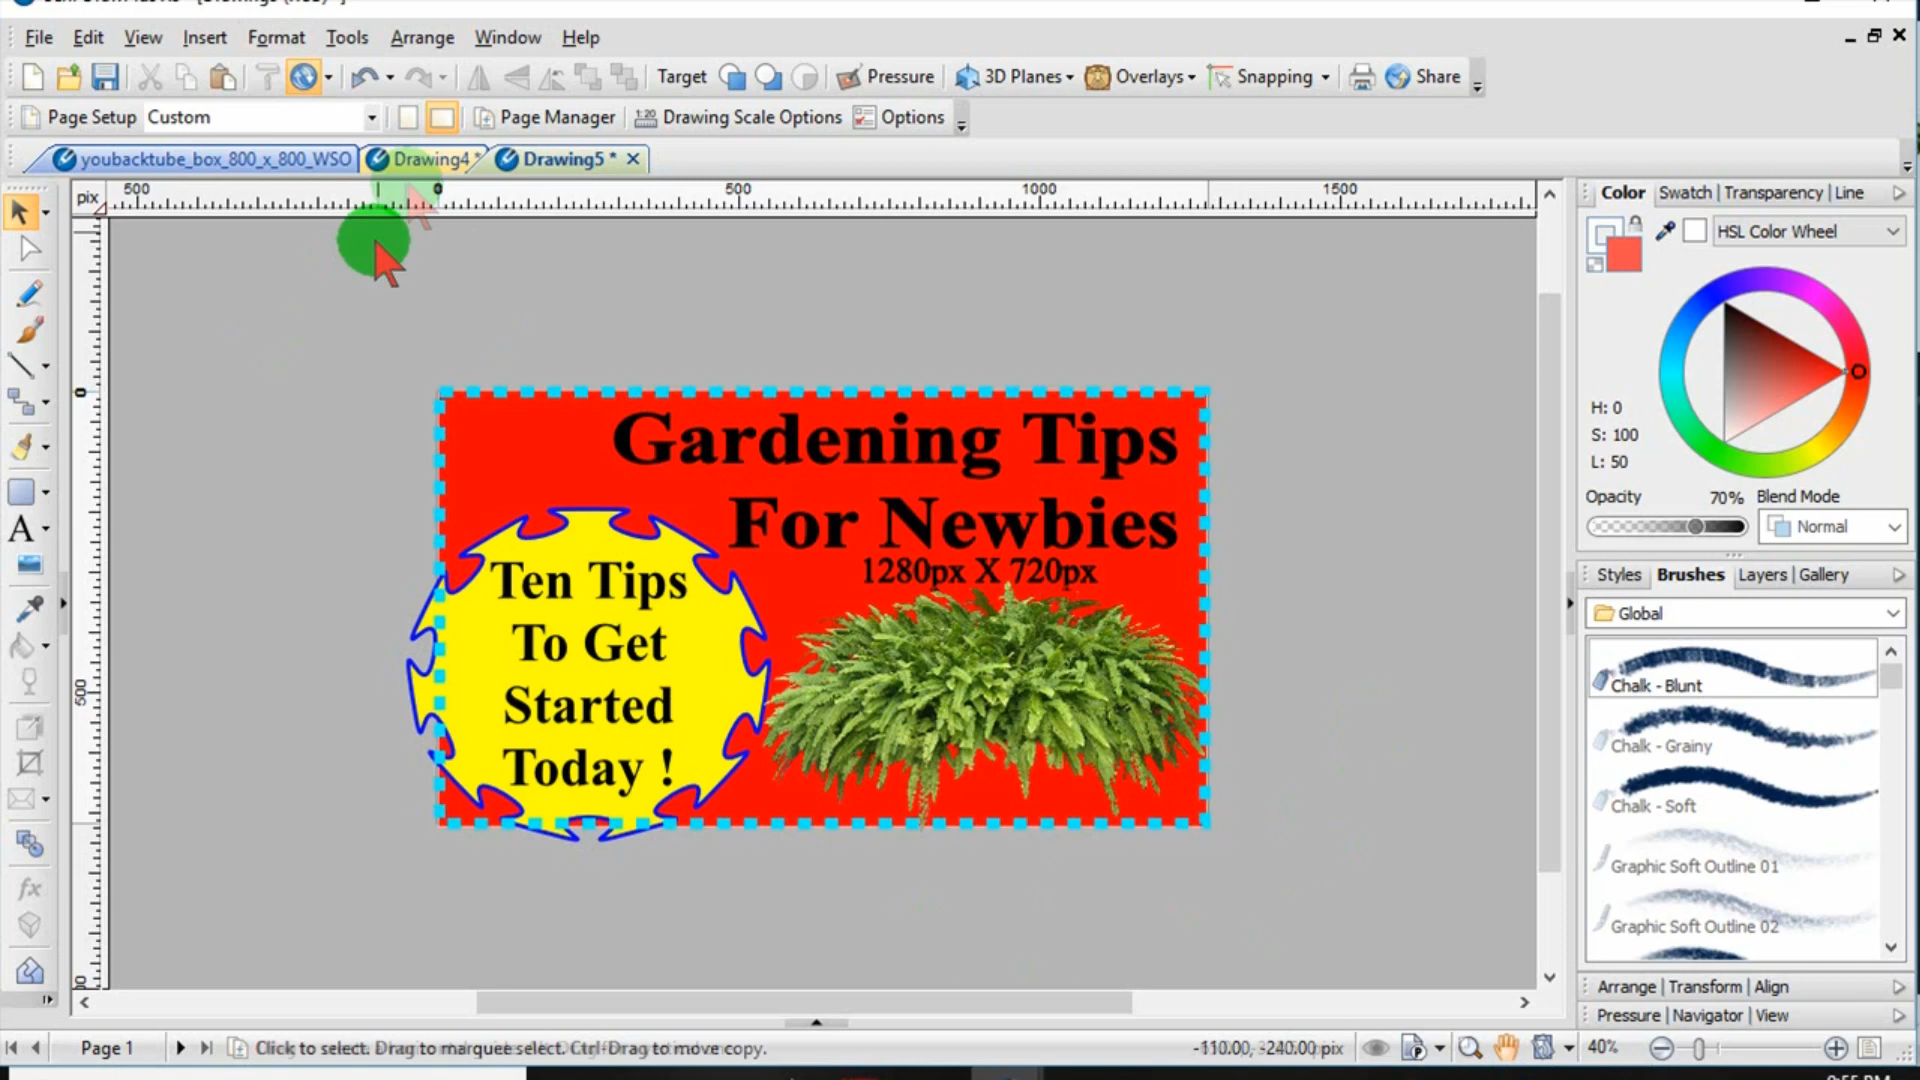 File Edit View Insert Format Tools Arrange Window Help
Target Pressure 3D Planes Overlays Snapping Share
Page Setup Custom Page Manager 1:20 Drawing Scale Options Options
youbacktube_box_800_x_800_WSO Drawing4 * Drawing5 *
pix 500 0 500 1000 1500
0
500
Gardening Tips
For Newbies
1280px X 720px
Ten Tips
To Get
Started
Today !
Color Swatch | Transparency | Line
HSL Color Wheel
H: 0
S: 100
L: 50
Opacity 70% Blend Mode
Normal
Styles Brushes Layers | Gallery
Global
Chalk - Blunt
Chalk - Grainy
Chalk - Soft
Graphic Soft Outline 01
Graphic Soft Outline 02
Arrange | Transform | Align
Pressure | Navigator | View
Page 1 Click to select. Drag to marquee select. Ctrl-Drag to move copy. -110.00, -240.00 pix 40%